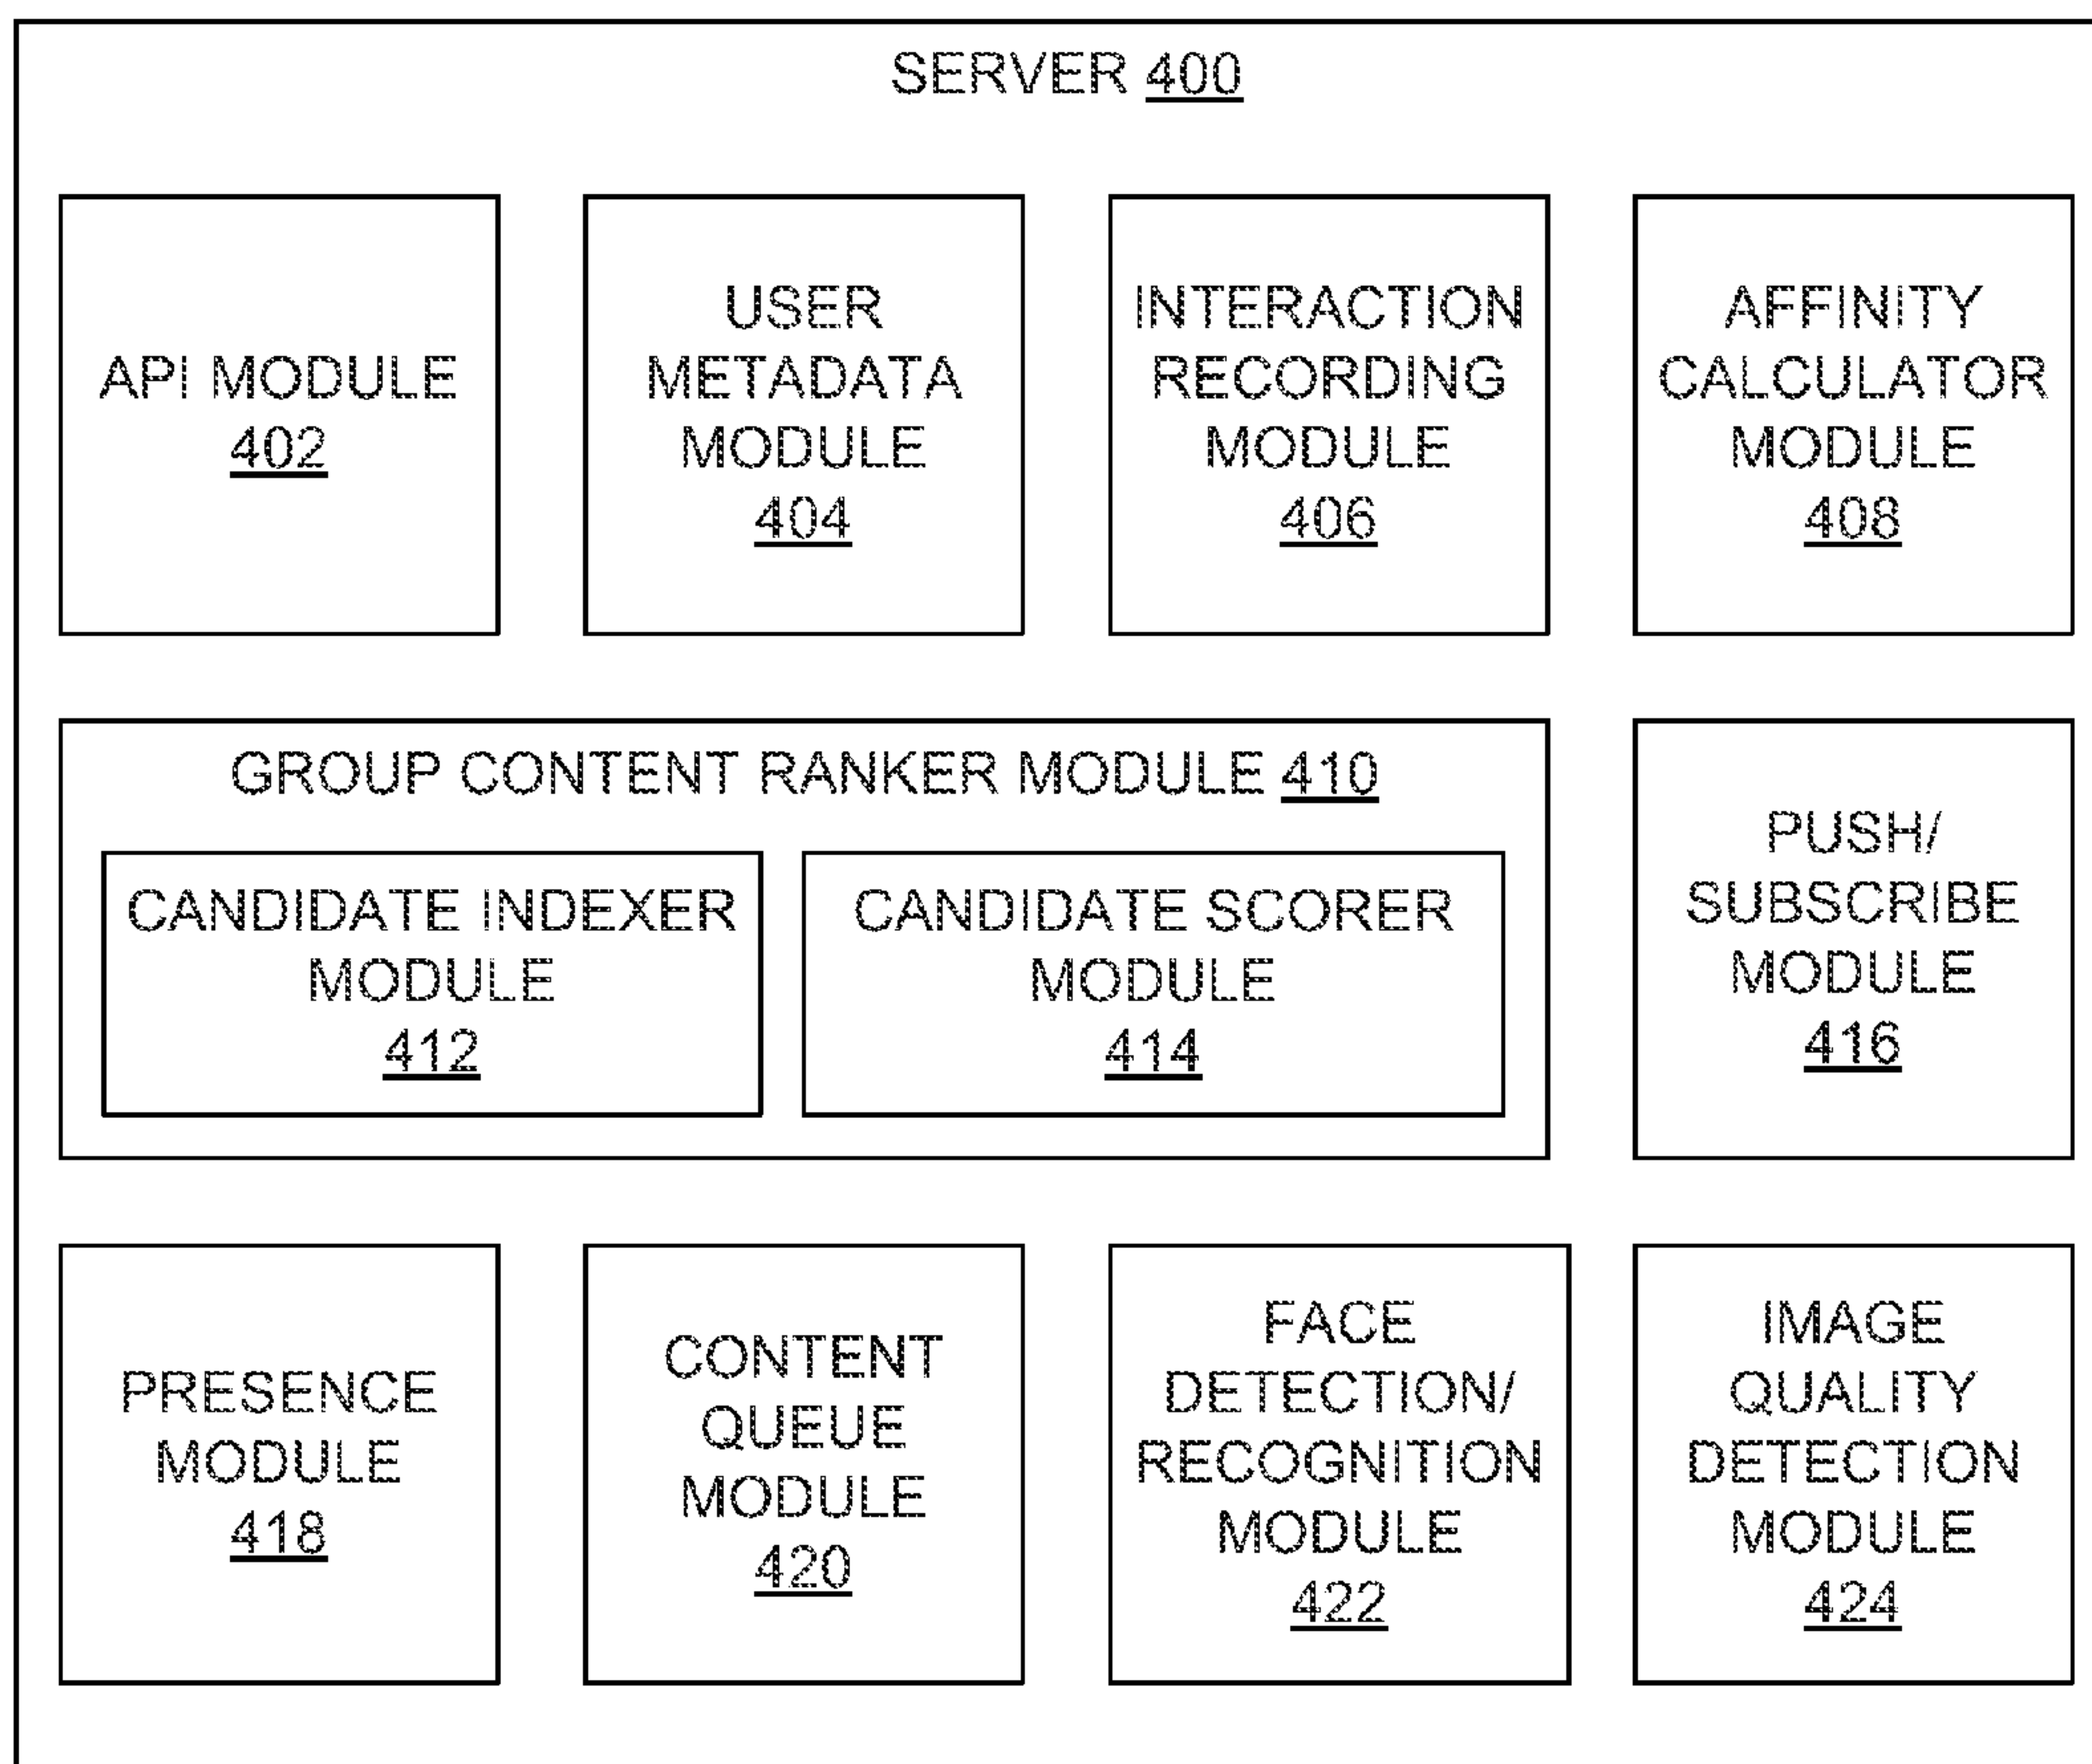 SERVER 400
API MODULE
402
USER
METADATA
MODULE
404
INTERACTION
RECORDING
MODULE
406
AFFINITY
CALCULATOR
MODULE
408
GROUP CONTENT RANKER MODULE 410
CANDIDATE INDEXER
MODULE
412
CANDIDATE SCORER
MODULE
414
PUSH/
SUBSCRIBE
MODULE
416
PRESENCE
MODULE
418
CONTENT
QUEUE
MODULE
420
FACE
DETECTION/
RECOGNITION
MODULE
422
IMAGE
QUALITY
DETECTION
MODULE
424